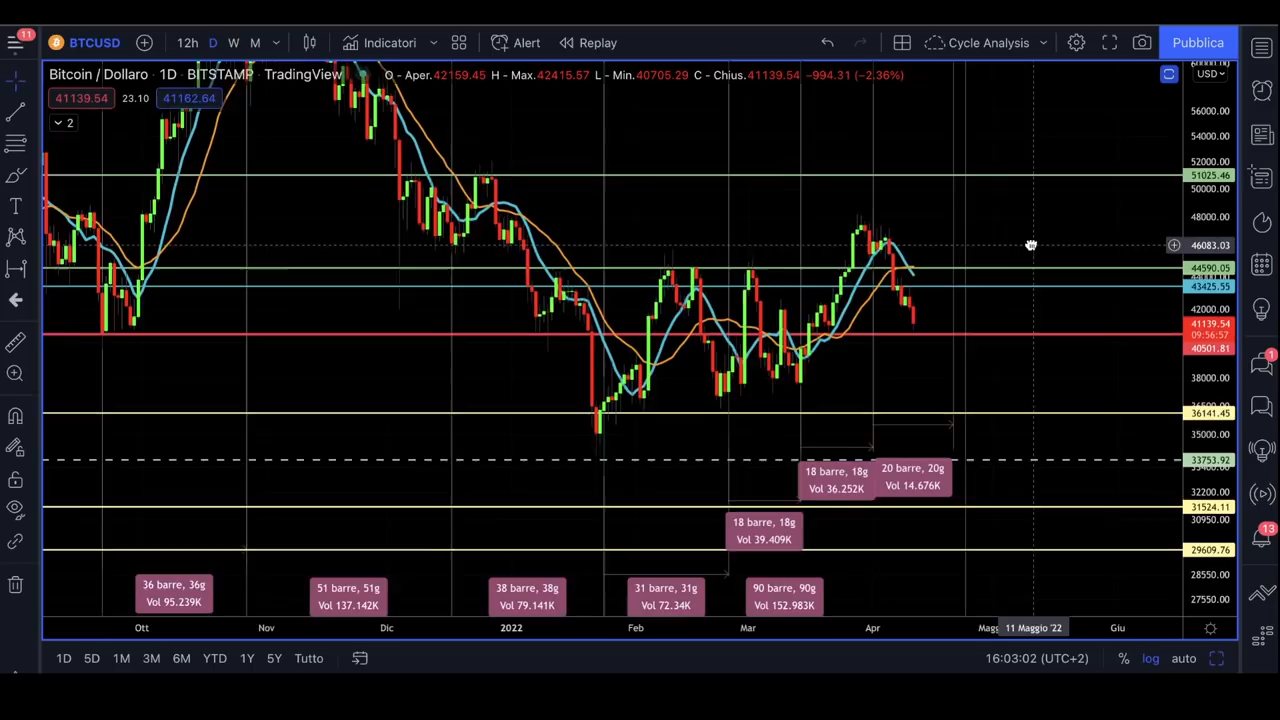 11
BTCUSD
12h D W M
Indicatori
Alert
Replay
Cycle Analysis
Pubblica
Bitcoin / Dollaro · 1D · BITSTAMP · TradingView
O - Aper.42159.45 H - Max.42415.57 L - Min.40705.29 C - Chius.41139.54 −994.31 (−2.36%)
USD
41139.54 23.10 41162.64
2
56000.00
54000.00
52000.00
51025.46
50000.00
48000.00
46083.03
44590.05
43425.55
42000.00
41139.54
09:56:57
40501.81
38000.00
36141.45
35000.00
33753.92
32200.00
31524.11
30950.00
29609.76
28550.00
27550.00
18 barre, 18g
Vol 36.252K
20 barre, 20g
Vol 14.676K
18 barre, 18g
Vol 39.409K
36 barre, 36g
Vol 95.239K
51 barre, 51g
Vol 137.142K
38 barre, 38g
Vol 79.141K
31 barre, 31g
Vol 72.34K
90 barre, 90g
Vol 152.983K
Ott Nov Dic 2022 Feb Mar Apr Magg 11 Maggio '22 Giu
1D 5D 1M 3M 6M YTD 1Y 5Y Tutto
16:03:02 (UTC+2) % log auto
1
13